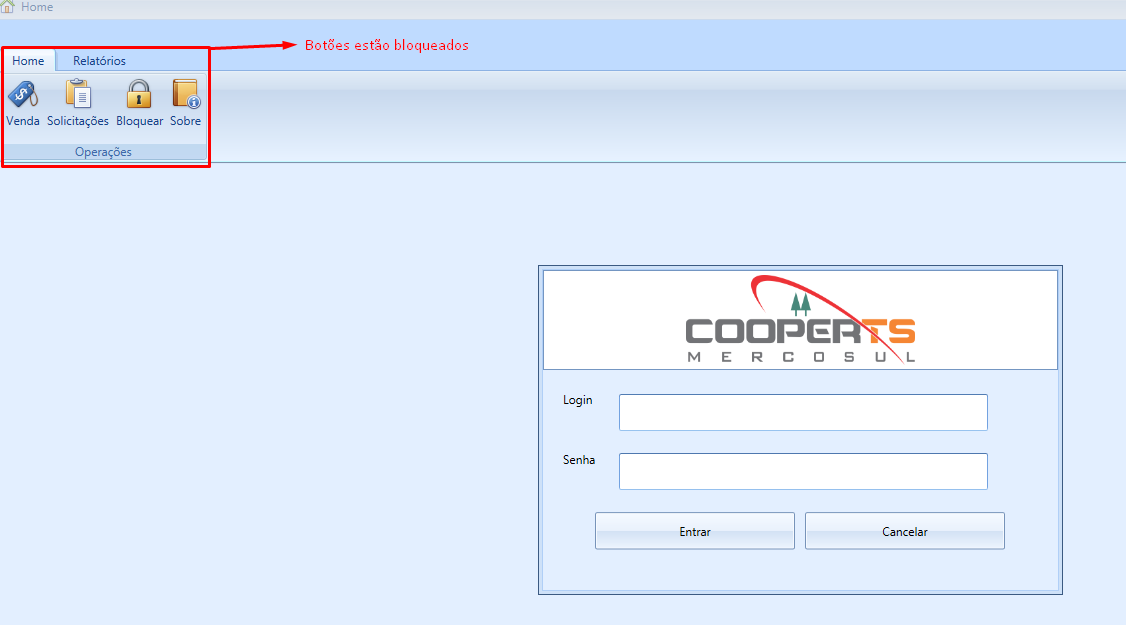 Home
Botões estão bloqueados
Home Relatórios
Venda Solicitações Bloquear Sobre
Operações
COOPERTS
MERCOSUL
Login
Senha
Entrar Cancelar